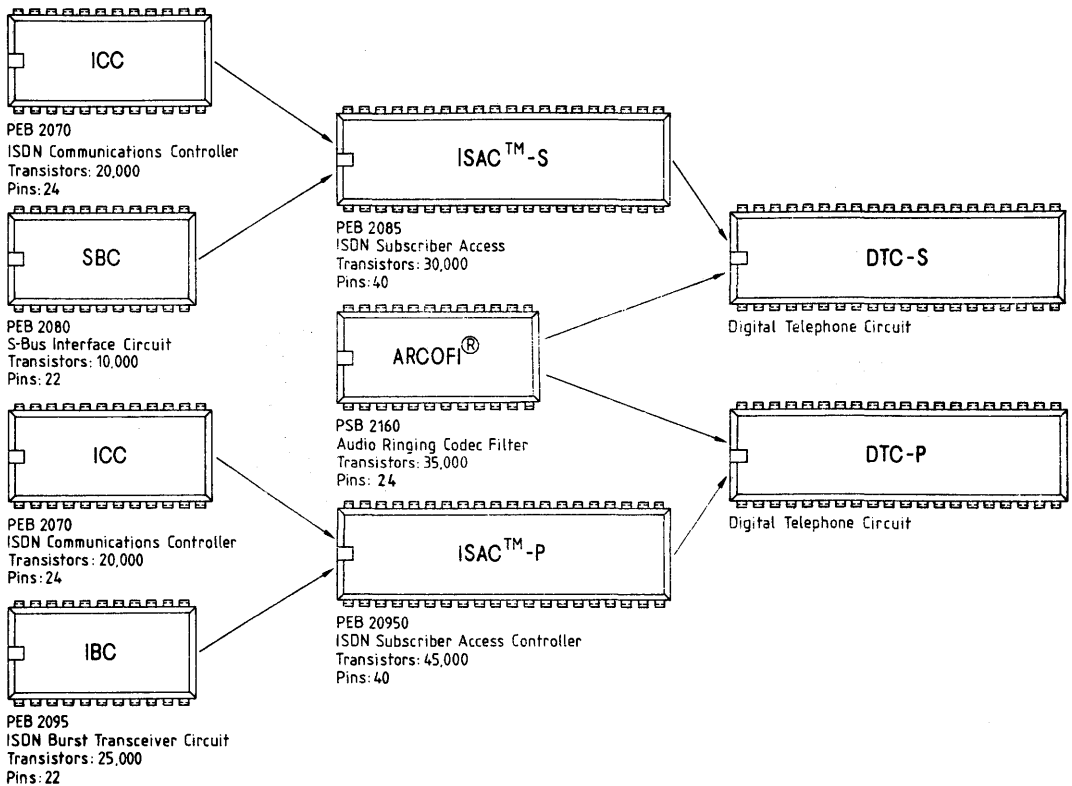 ICC
PEB 2070
ISDN Communications Controller
Transistors: 20,000
Pins: 24
SBC
PEB 2080
S-Bus Interface Circuit
Transistors: 10,000
Pins: 22
ICC
PEB 2070
ISDN Communications Controller
Transistors: 20,000
Pins: 24
IBC
PEB 2095
ISDN Burst Transceiver Circuit
Transistors: 25,000
Pins: 22
ISAC™-S
PEB 2085
ISDN Subscriber Access
Transistors: 30,000
Pins: 40
ARCOFI®
PSB 2160
Audio Ringing Codec Filter
Transistors: 35,000
Pins: 24
ISAC™-P
PEB 20950
ISDN Subscriber Access Controller
Transistors: 45,000
Pins: 40
DTC-S
Digital Telephone Circuit
DTC-P
Digital Telephone Circuit